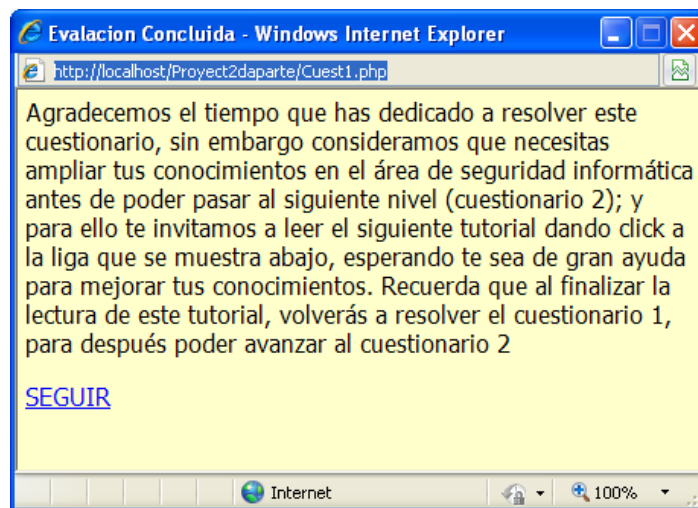 Evalacion Concluida - Windows Internet Explorer
http://localhost/Proyect2daparte/Cuest1.php
Agradecemos el tiempo que has dedicado a resolver este
cuestionario, sin embargo consideramos que necesitas
ampliar tus conocimientos en el área de seguridad informática
antes de poder pasar al siguiente nivel (cuestionario 2); y
para ello te invitamos a leer el siguiente tutorial dando click a
la liga que se muestra abajo, esperando te sea de gran ayuda
para mejorar tus conocimientos. Recuerda que al finalizar la
lectura de este tutorial, volverás a resolver el cuestionario 1,
para después poder avanzar al cuestionario 2
SEGUIR
Internet 100%